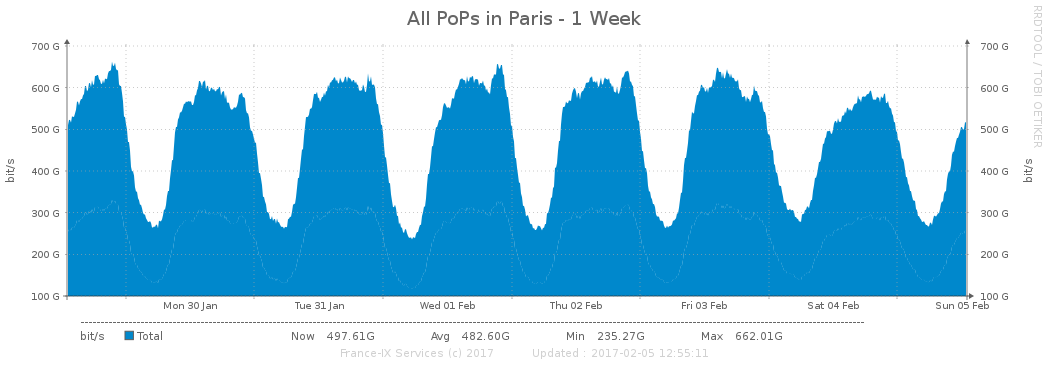 All PoPs in Paris - 1 Week
RRDTOOL / TOBI OETIKER
700 G 700 G
600 G 600 G
500 G 500 G
400 G 400 G
300 G 300 G
200 G 200 G
100 G 100 G
bit/s bit/s
Mon 30 Jan Tue 31 Jan Wed 01 Feb Thu 02 Feb Fri 03 Feb Sat 04 Feb Sun 05 Feb
bit/s Total Now 497.61G Avg 482.60G Min 235.27G Max 662.01G
France-IX Services (c) 2017 Updated : 2017-02-05 12:55:11